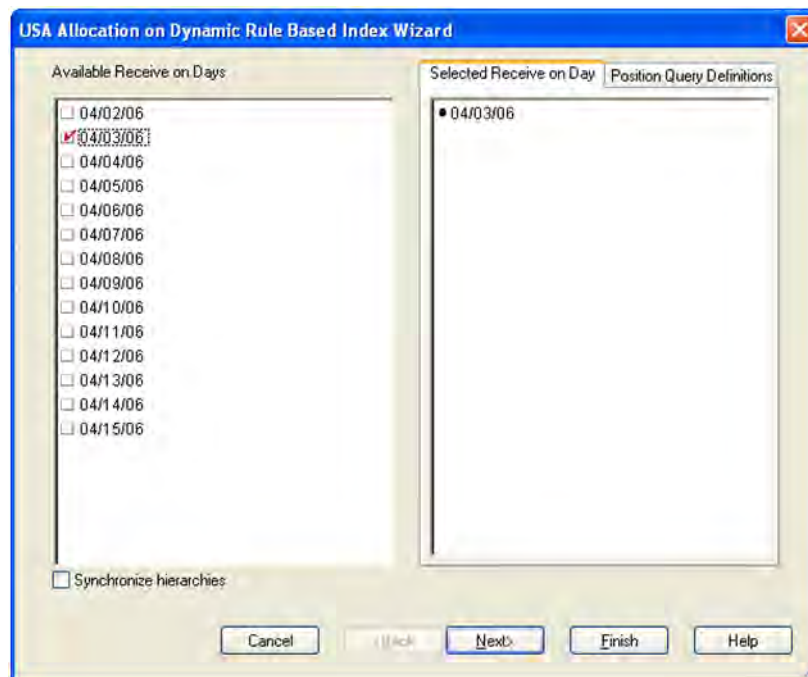 USA Allocation on Dynamic Rule Based Index Wizard
Available Receive on Days
04/02/06
04/03/06
04/04/06
04/05/06
04/06/06
04/07/06
04/08/06
04/09/06
04/10/06
04/11/06
04/12/06
04/13/06
04/14/06
04/15/06
Synchronize hierarchies
Selected Receive on Day
Position Query Definitions
• 04/03/06
Cancel
<Back
Next>
Finish
Help